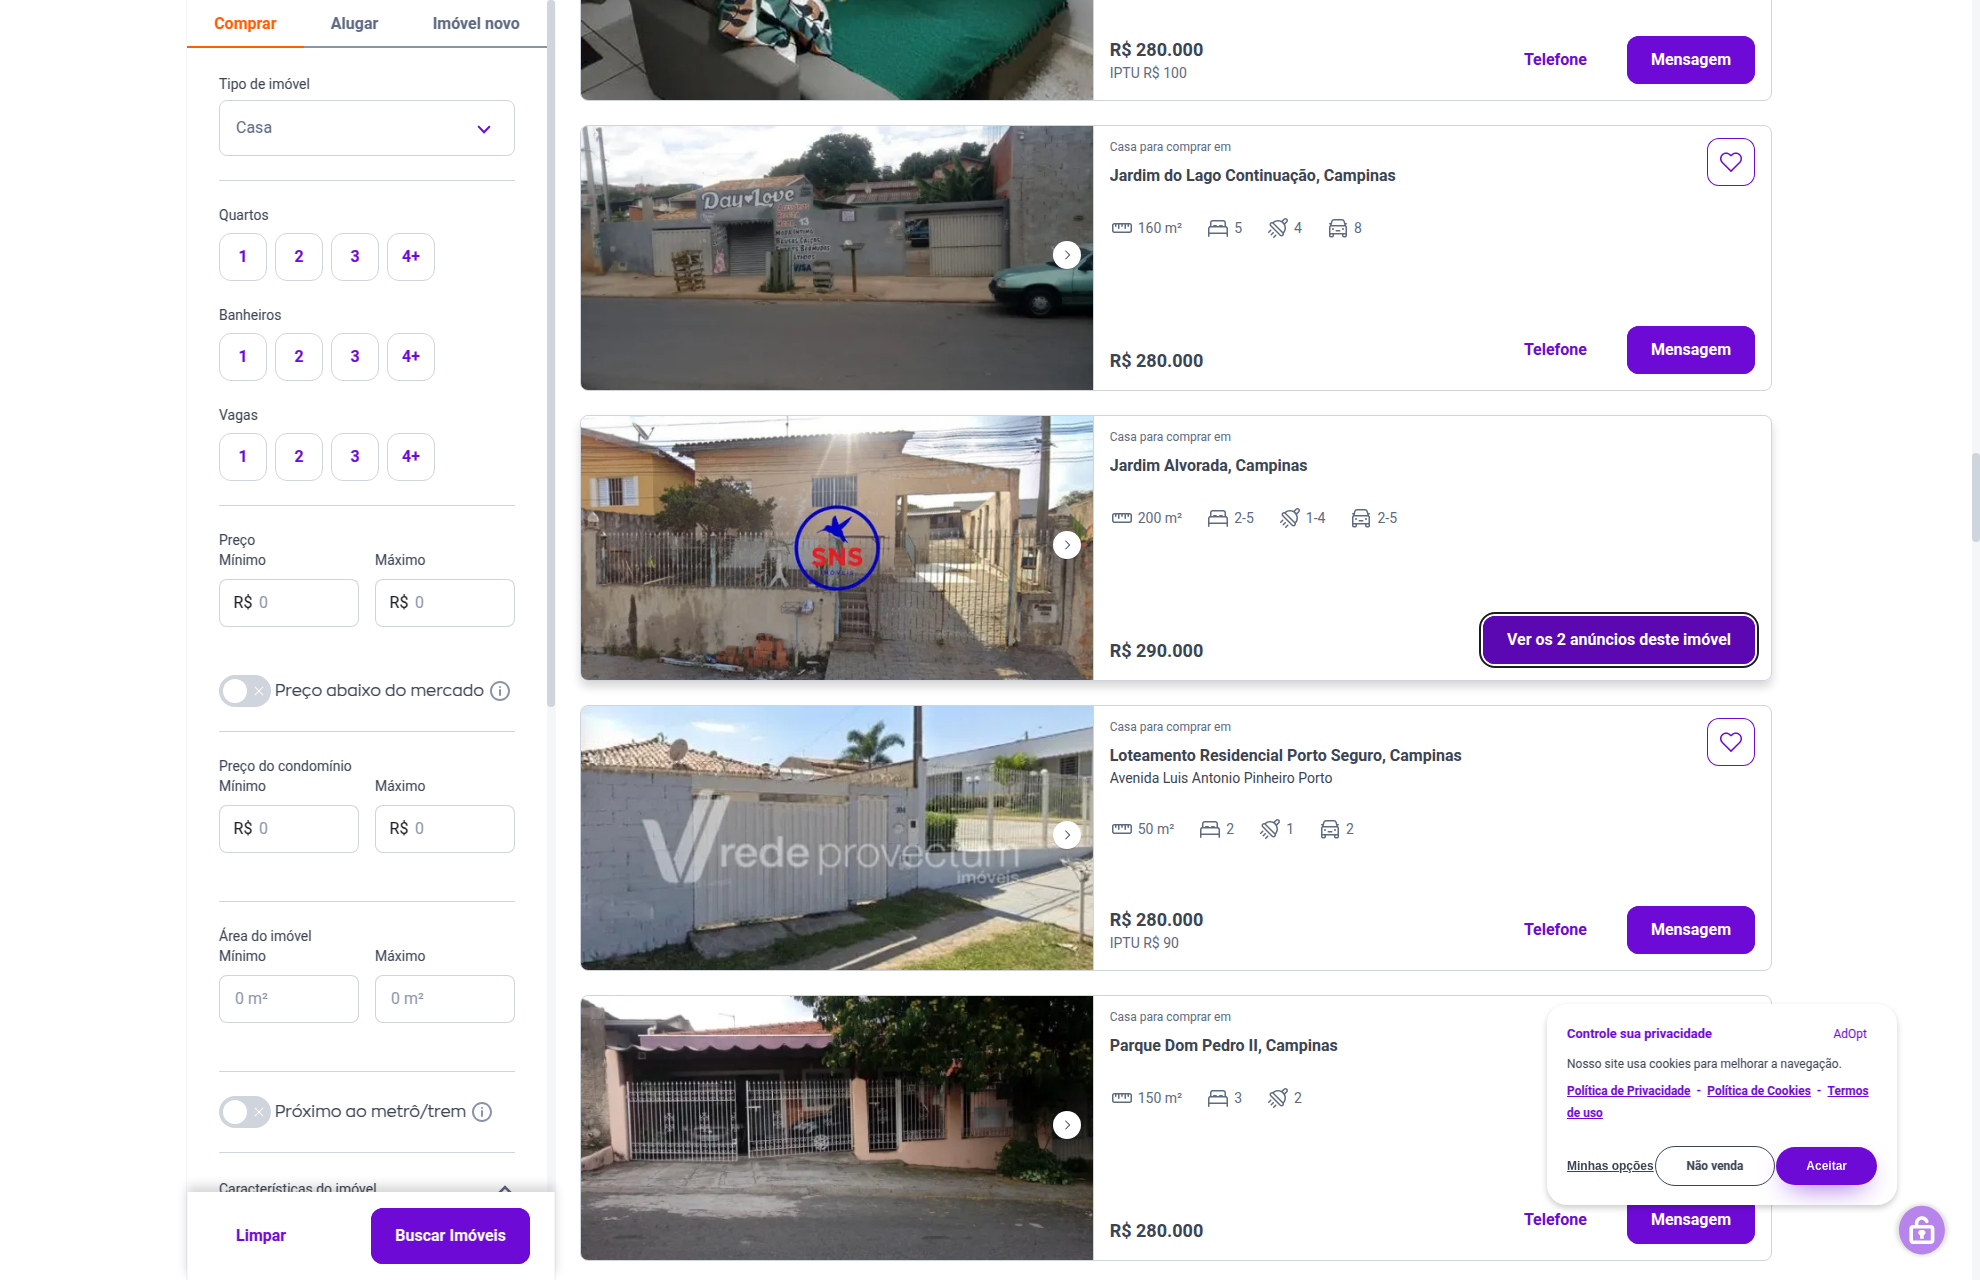 Comprar
Alugar
Imóvel novo
Tipo de imóvel
Casa
Quartos
1
2
3
4+
Banheiros
1
2
3
4+
Vagas
1
2
3
4+
Preço
Mínimo
Máximo
R$ 0
R$ 0
Preço abaixo do mercado
Preço do condomínio
Mínimo
Máximo
R$ 0
R$ 0
Área do imóvel
Mínimo
Máximo
0 m²
0 m²
Próximo ao metrô/trem
Características do imóvel
Limpar
Buscar Imóveis
R$ 280.000
IPTU R$ 100
Telefone
Mensagem
Day Love
VISA
Casa para comprar em
Jardim do Lago Continuação, Campinas
160 m²
5
4
8
R$ 280.000
Telefone
Mensagem
SNS
IMÓVEIS
Casa para comprar em
Jardim Alvorada, Campinas
200 m²
2-5
1-4
2-5
R$ 290.000
Ver os 2 anúncios deste imóvel
rede provectum
imóveis
Casa para comprar em
Loteamento Residencial Porto Seguro, Campinas
Avenida Luis Antonio Pinheiro Porto
50 m²
2
1
2
R$ 280.000
IPTU R$ 90
Telefone
Mensagem
Casa para comprar em
Parque Dom Pedro II, Campinas
150 m²
3
2
R$ 280.000
Telefone
Mensagem
Controle sua privacidade
AdOpt
Nosso site usa cookies para melhorar a navegação.
Política de Privacidade - Política de Cookies - Termos
de uso
Minhas opções
Não venda
Aceitar